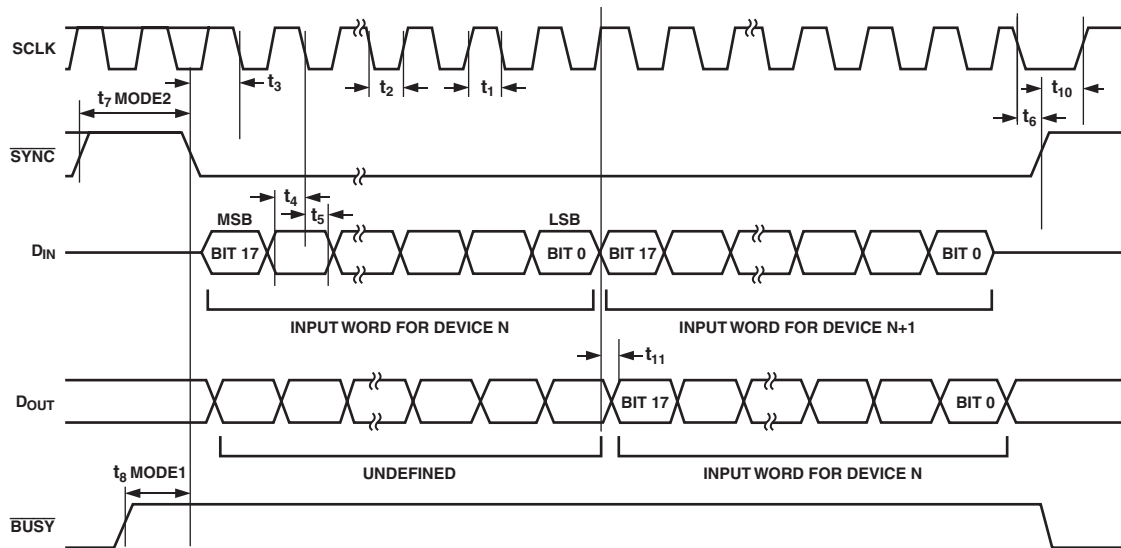 SCLK
t3
t2
t1
t10
t6
t7 MODE2
SYNC
t4
t5
MSB
LSB
DIN
BIT 17
BIT 0
BIT 17
BIT 0
INPUT WORD FOR DEVICE N
INPUT WORD FOR DEVICE N+1
t11
DOUT
BIT 17
BIT 0
UNDEFINED
INPUT WORD FOR DEVICE N
t8 MODE1
BUSY